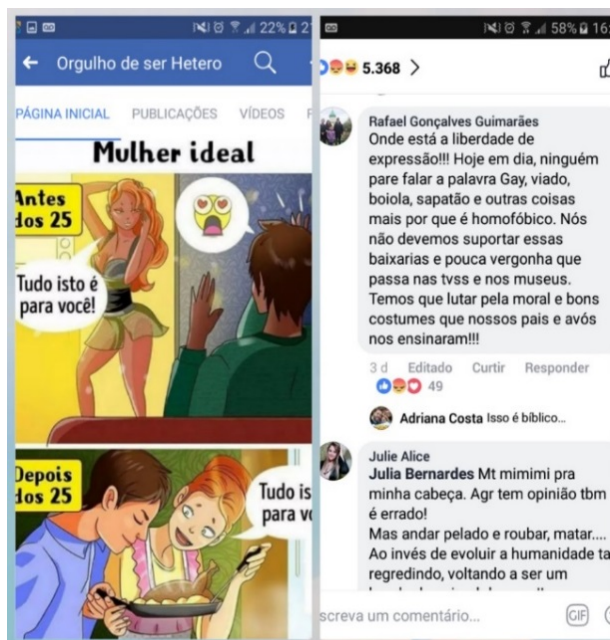 22% 21
Orgulho de ser Hetero
PÁGINA INICIAL PUBLICAÇÕES VÍDEOS
Mulher ideal
Antes
dos 25
Tudo isto é
para você!
Depois
dos 25
Tudo is
para vo
58% 16:
5.368
Rafael Gonçalves Guimarães
Onde está a liberdade de
expressão!!! Hoje em dia, ninguém
pare falar a palavra Gay, viado,
boiola, sapatão e outras coisas
mais por que é homofóbico. Nós
não devemos suportar essas
baixarias e pouca vergonha que
passa nas tvss e nos museus.
Temos que lutar pela moral e bons
costumes que nossos pais e avós
nos ensinaram!!!
3 d Editado Curtir Responder
49
Adriana Costa Isso é bíblico...
Julie Alice
Julia Bernardes Mt mimimi pra
minha cabeça. Agr tem opinião tbm
é errado!
Mas andar pelado e roubar, matar....
Ao invés de evoluir a humanidade ta
regredindo, voltando a ser um
screva um comentário... GIF